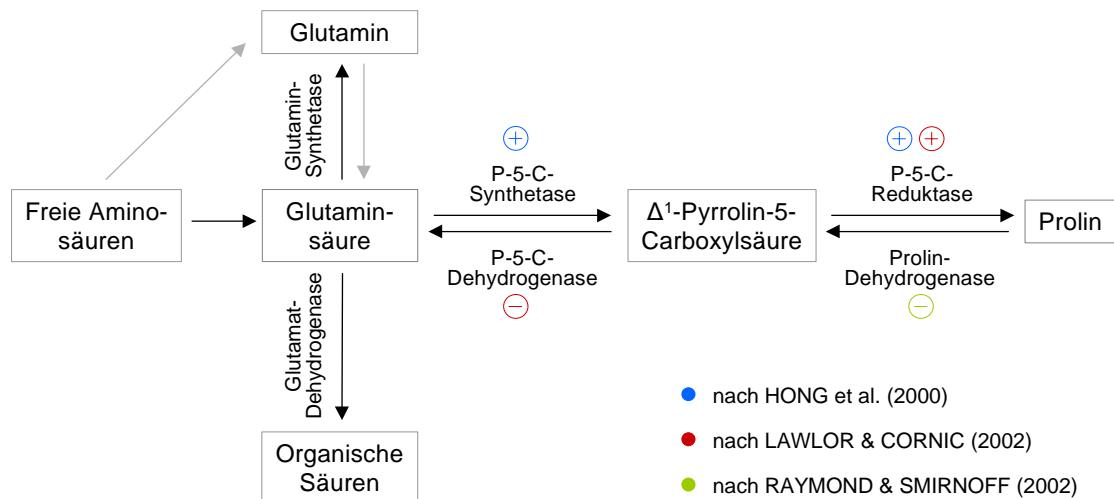 Glutamin
Glutamin-
Synthetase
Freie Amino-
säuren
Glutamin-
säure
P-5-C-
Synthetase
P-5-C-
Dehydrogenase
Δ¹-Pyrrolin-5-
Carboxylsäure
P-5-C-
Reduktase
Prolin-
Dehydrogenase
Prolin
Glutamat-
Dehydrogenase
Organische
Säuren
nach HONG et al. (2000)
nach LAWLOR & CORNIC (2002)
nach RAYMOND & SMIRNOFF (2002)